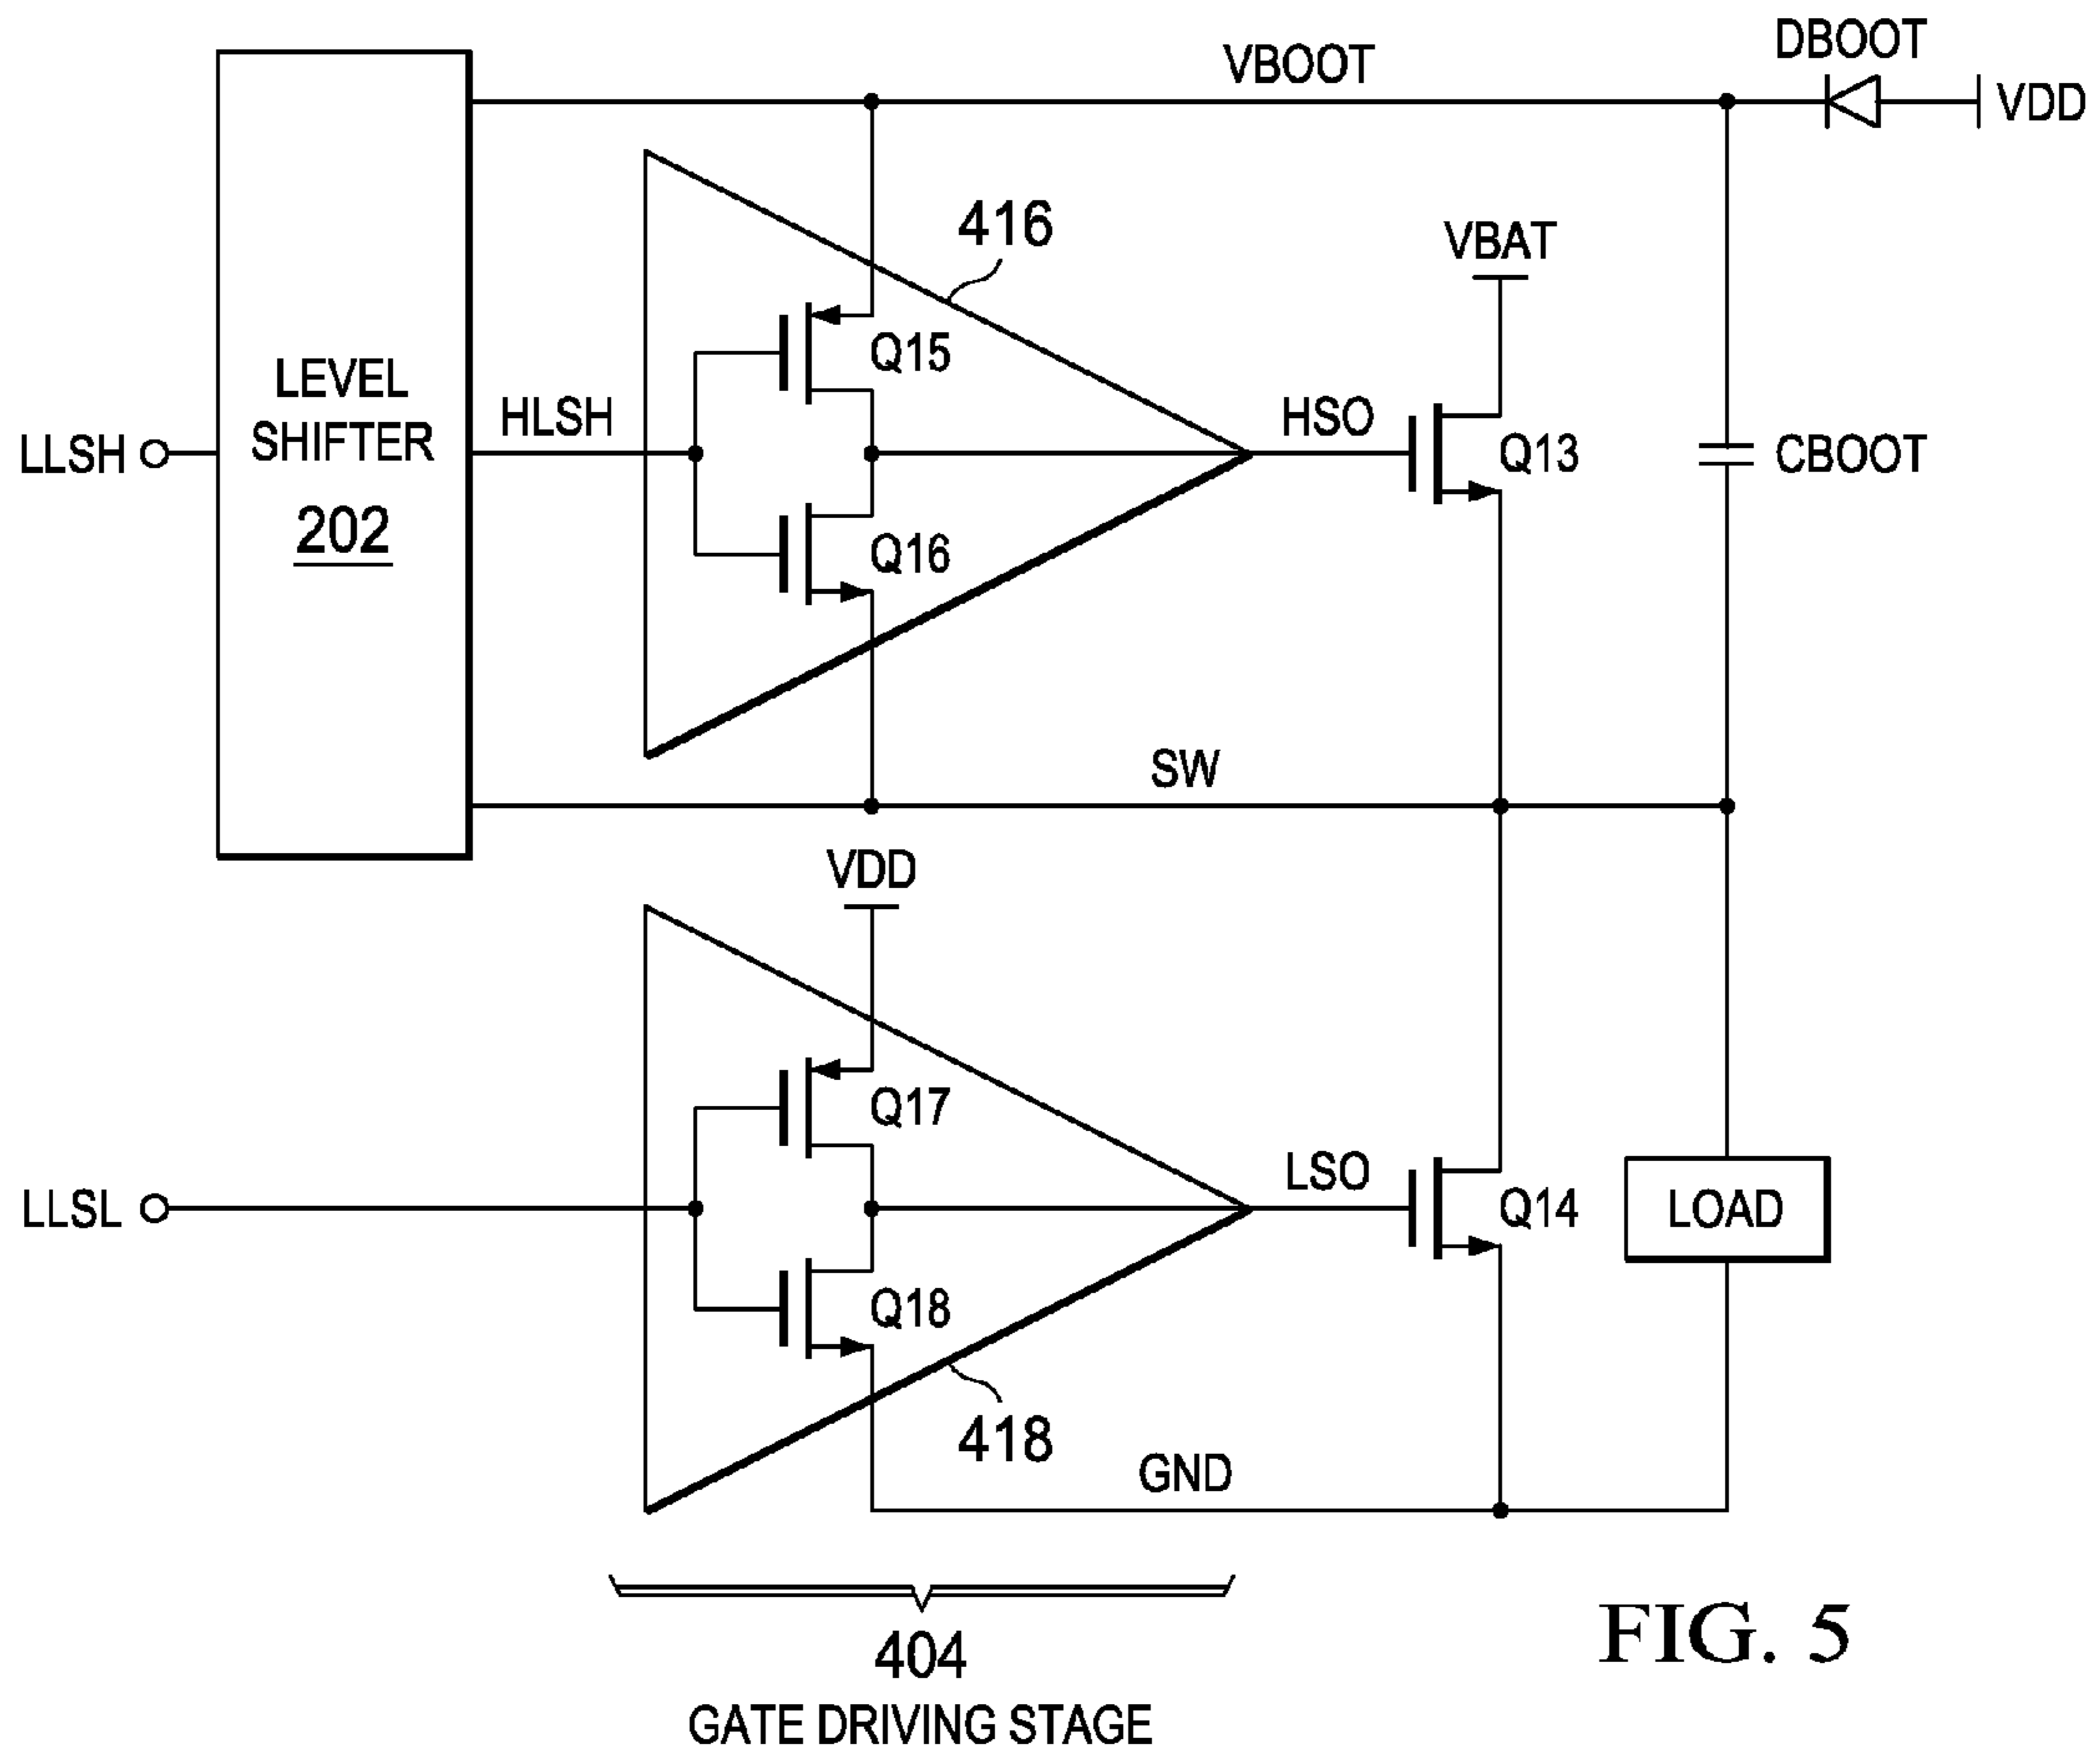 DBOOT
VBOOT
VDD
416
VBAT
Q15
LEVEL
SHIFTER
202
LLSH
HLSH
HSO
Q13
CBOOT
Q16
SW
VDD
Q17
LSO
LLSL
Q14
LOAD
Q18
418
GND
404
GATE DRIVING STAGE
FIG. 5